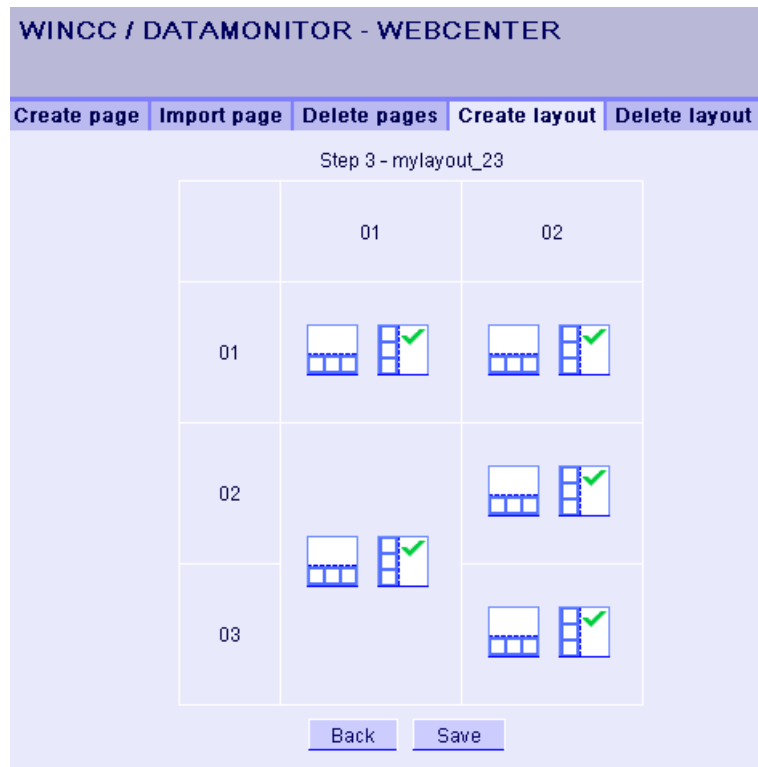 WINCC / DATAMONITOR - WEBCENTER
Create page Import page Delete pages Create layout Delete layout
Step 3 - mylayout_23
01 02
01
02
03
Back Save